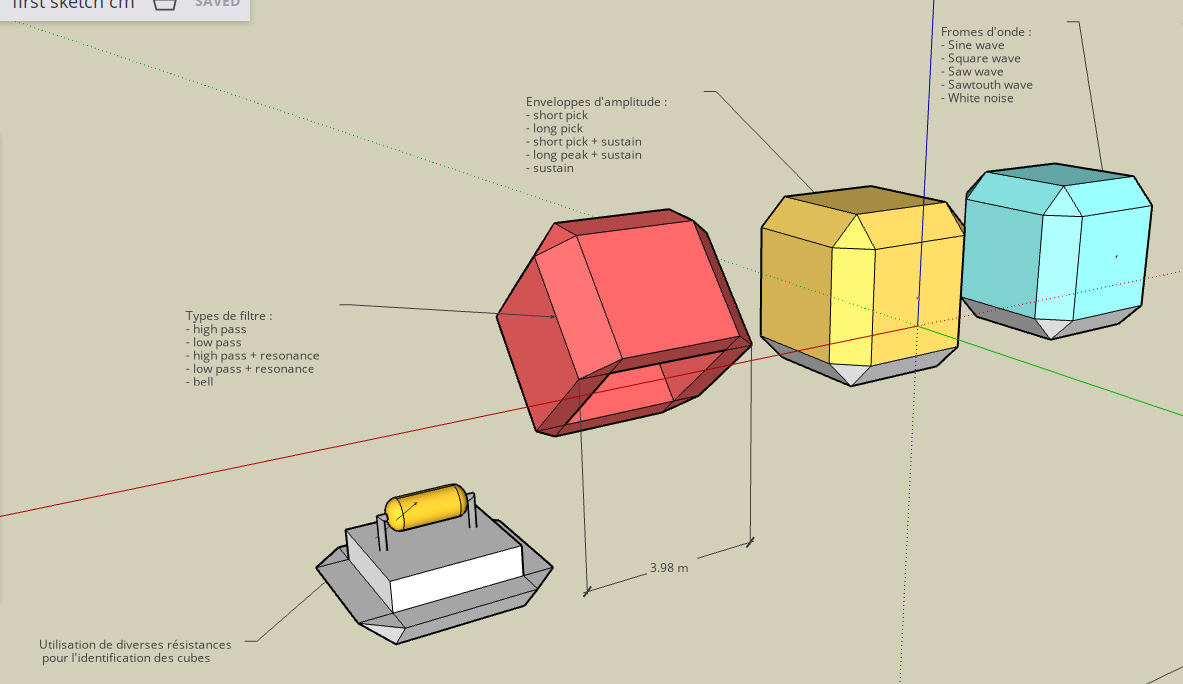 first sketch cm SAVED
Fromes d'onde :
- Sine wave
- Square wave
- Saw wave
- Sawtouth wave
- White noise
Enveloppes d'amplitude :
- short pick
- long pick
- short pick + sustain
- long peak + sustain
- sustain
Types de filtre :
- high pass
- low pass
- high pass + resonance
- low pass + resonance
- bell
3.98 m
Utilisation de diverses résistances
pour l'identification des cubes